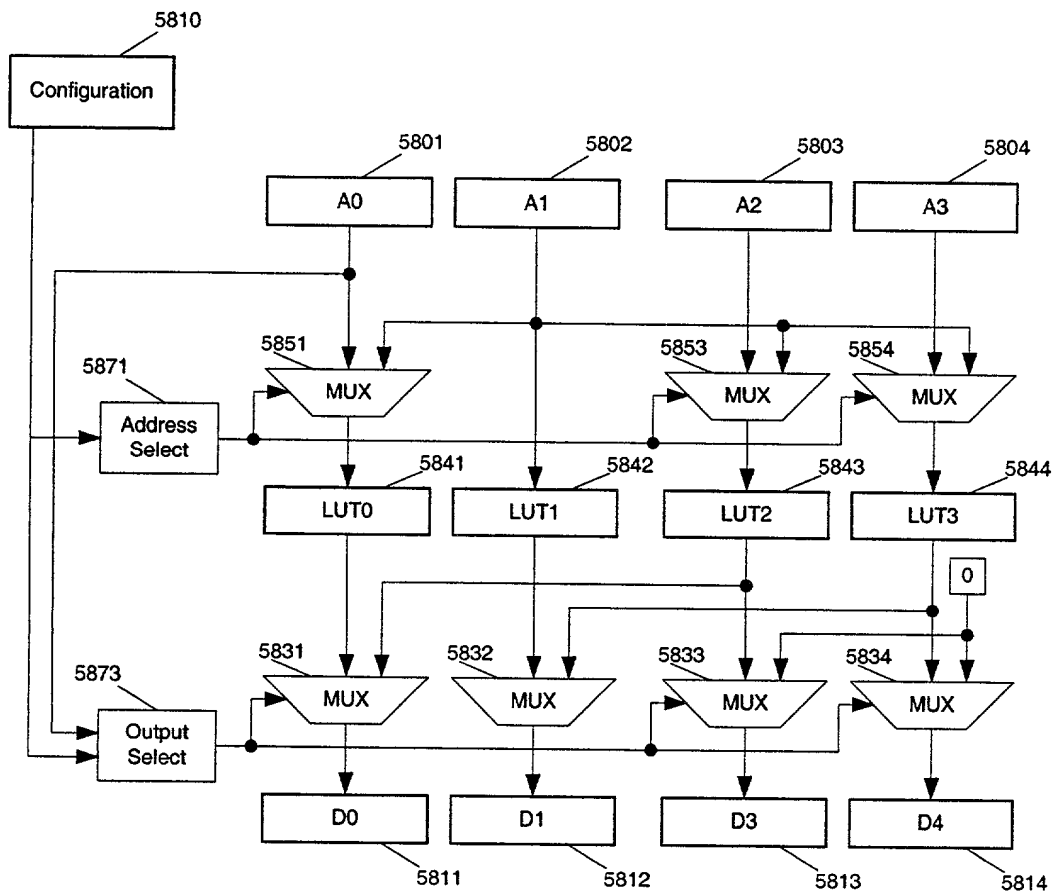 5810
Configuration
5801
5802
5803
5804
A0
A1
A2
A3
5851
5853
5854
5871
MUX
MUX
MUX
Address
Select
5841
5842
5843
5844
LUT0
LUT1
LUT2
LUT3
0
5831
5832
5833
5834
5873
MUX
MUX
MUX
MUX
Output
Select
D0
D1
D3
D4
5811
5812
5813
5814